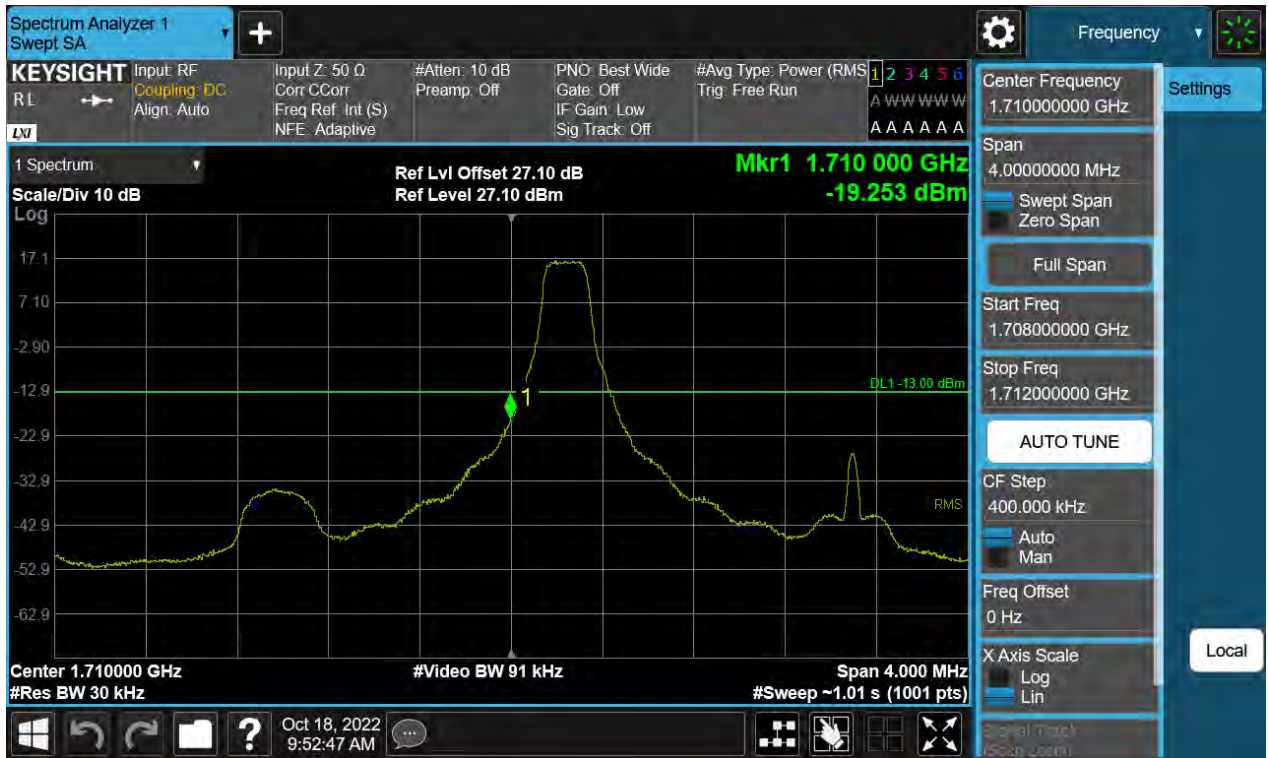 Spectrum Analyzer 1
Swept SA
+
Frequency
KEYSIGHT
RL
LXI
Input: RF
Coupling: DC
Align: Auto
Input Z: 50 Ω
Corr CCorr
Freq Ref: Int (S)
NFE: Adaptive
#Atten: 10 dB
Preamp: Off
PNO: Best Wide
Gate: Off
IF Gain: Low
Sig Track: Off
#Avg Type: Power (RMS
Trig: Free Run
1 2 3 4 5 6
A W W W W W
A A A A A A
1 Spectrum
Scale/Div 10 dB
Ref Lvl Offset 27.10 dB
Ref Level 27.10 dBm
Mkr1 1.710 000 GHz
-19.253 dBm
Log
17.1
7.10
-2.90
-12.9
-22.9
-32.9
-42.9
-52.9
-62.9
DL1 -13.00 dBm
1
RMS
Center 1.710000 GHz
#Res BW 30 kHz
#Video BW 91 kHz
Span 4.000 MHz
#Sweep ~1.01 s (1001 pts)
?
Oct 18, 2022
9:52:47 AM
Center Frequency
1.710000000 GHz
Span
4.00000000 MHz
Swept Span
Zero Span
Full Span
Start Freq
1.708000000 GHz
Stop Freq
1.712000000 GHz
AUTO TUNE
CF Step
400.000 kHz
Auto
Man
Freq Offset
0 Hz
X Axis Scale
Log
Lin
Signal Track
(Span Zoom)
Settings
Local